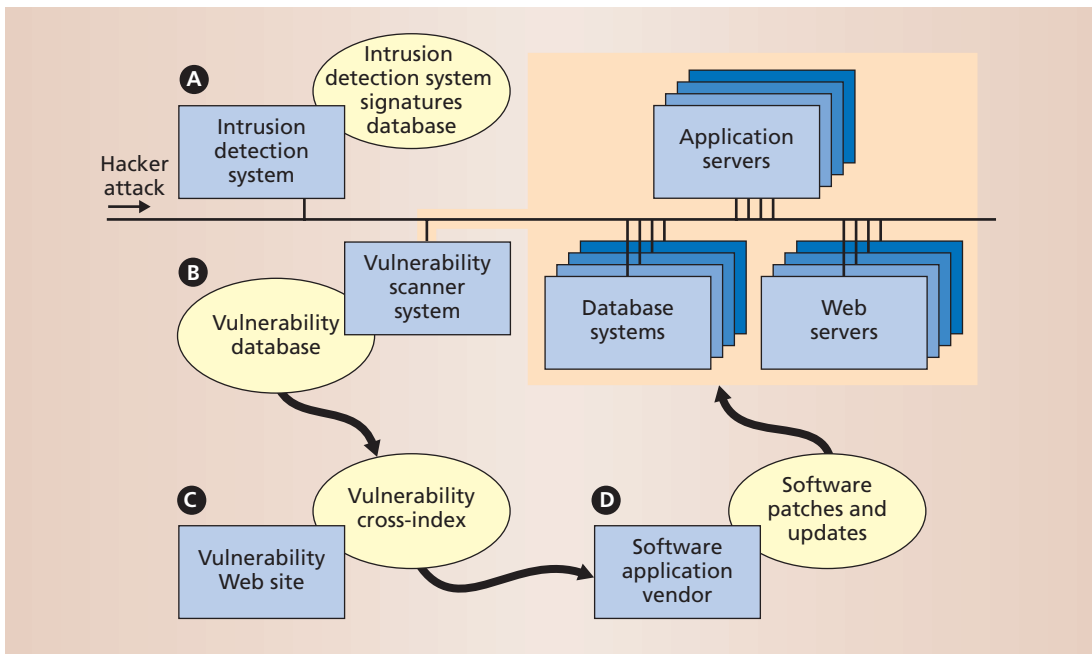 A
Intrusion
detection system
signatures
database
Intrusion
detection
system
Hacker
attack
Application
servers
B
Vulnerability
scanner
system
Vulnerability
database
Database
systems
Web
servers
C
Vulnerability
cross-index
Vulnerability
Web site
D
Software
patches and
updates
Software
application
vendor